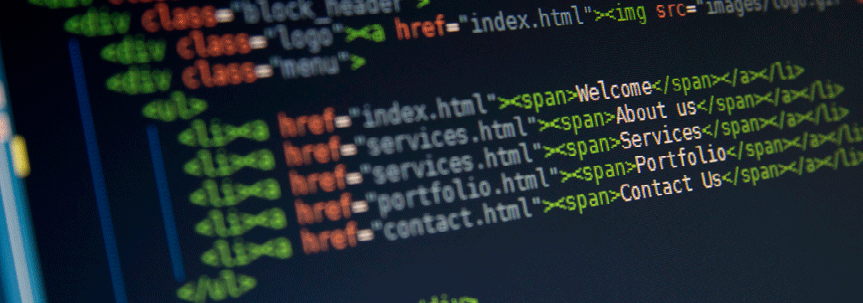 <div class="block_header">
<div class="logo"><a href="index.html"><img src="images/logo.gif"
<div class="menu">
<ul>
<li><a href="index.html"><span>Welcome</span></a></li>
<li><a href="services.html"><span>About us</span></a></li>
<li><a href="services.html"><span>Services</span></a></li>
<li><a href="portfolio.html"><span>Portfolio</span></a></li>
<li><a href="contact.html"><span>Contact Us</span></a></li>
</ul>
</div>